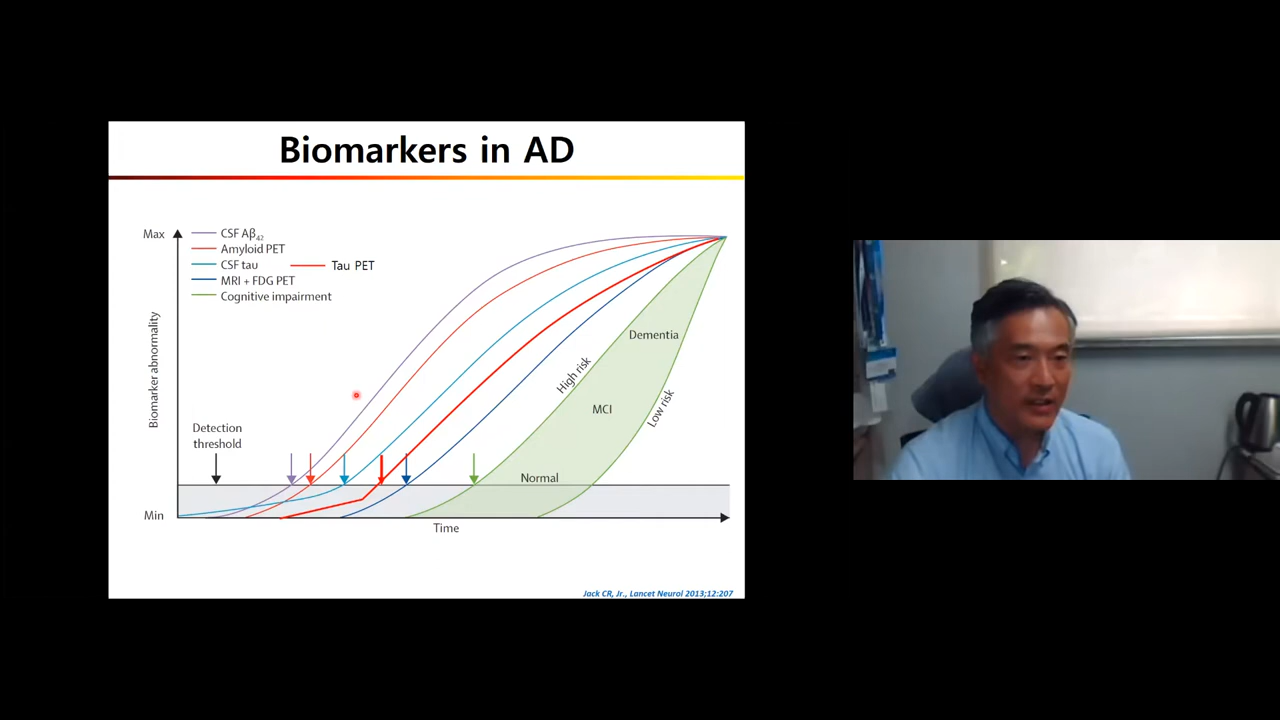 Biomarkers in AD
Max
CSF Aβ42
Amyloid PET
CSF tau
Tau PET
MRI + FDG PET
Cognitive impairment
Biomarker abnormality
Detection
threshold
High risk
Dementia
MCI
Low risk
Normal
Min
Time
Jack CR, Jr., Lancet Neurol 2013;12:207